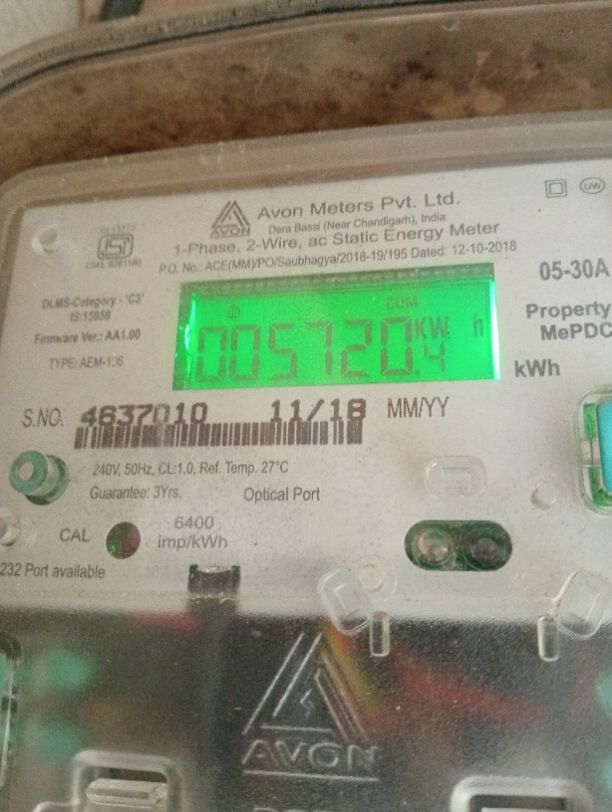 UW
Avon Meters Pvt. Ltd.
AVON
Dera Bassi (Near Chandigarh), India
1-Phase, 2-Wire, ac Static Energy Meter
P.O. No.: ACE(MM)/PO/Saubhagya/2018-19/195 Dated: 12-10-2018
05-30A
DLMS-Category - 'C3'
IS:15959
Firmware Ver.: AA1.00
TYPE: AEM-106
CUM
005720.4 KW h
Property
MePDC
kWh
S.NO. 4637010 11/18 MM/YY
240V, 50Hz, CL:1.0, Ref. Temp. 27°C
Guarantee: 3Yrs. Optical Port
CAL 6400
imp/kWh
232 Port available
AVON